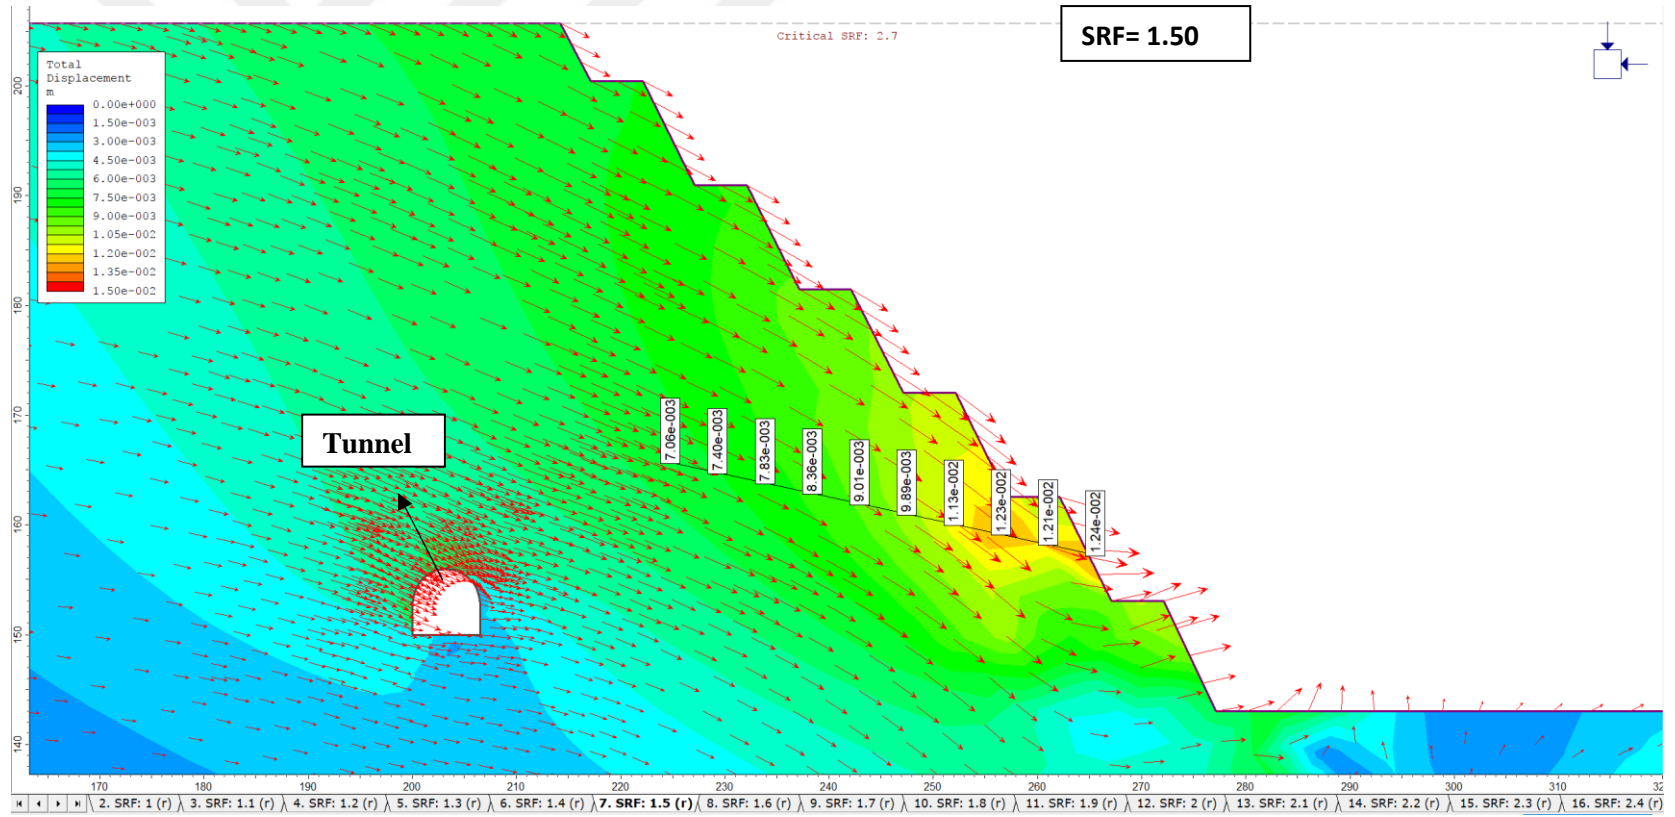 Critical SRF: 2.7
SRF= 1.50
Total
Displacement
m
0.00e+000
1.50e-003
3.00e-003
4.50e-003
6.00e-003
7.50e-003
9.00e-003
1.05e-002
1.20e-002
1.35e-002
1.50e-002
200
190
180
170
160
150
140
Tunnel
7.06e-003
7.40e-003
7.83e-003
8.36e-003
9.01e-003
9.89e-003
1.13e-002
1.23e-002
1.21e-002
1.24e-002
170 180 190 200 210 220 230 240 250 260 270 280 290 300 310 32
2. SRF: 1 (r) 3. SRF: 1.1 (r) 4. SRF: 1.2 (r) 5. SRF: 1.3 (r) 6. SRF: 1.4 (r) 7. SRF: 1.5 (r) 8. SRF: 1.6 (r) 9. SRF: 1.7 (r) 10. SRF: 1.8 (r) 11. SRF: 1.9 (r) 12. SRF: 2 (r) 13. SRF: 2.1 (r) 14. SRF: 2.2 (r) 15. SRF: 2.3 (r) 16. SRF: 2.4 (r)